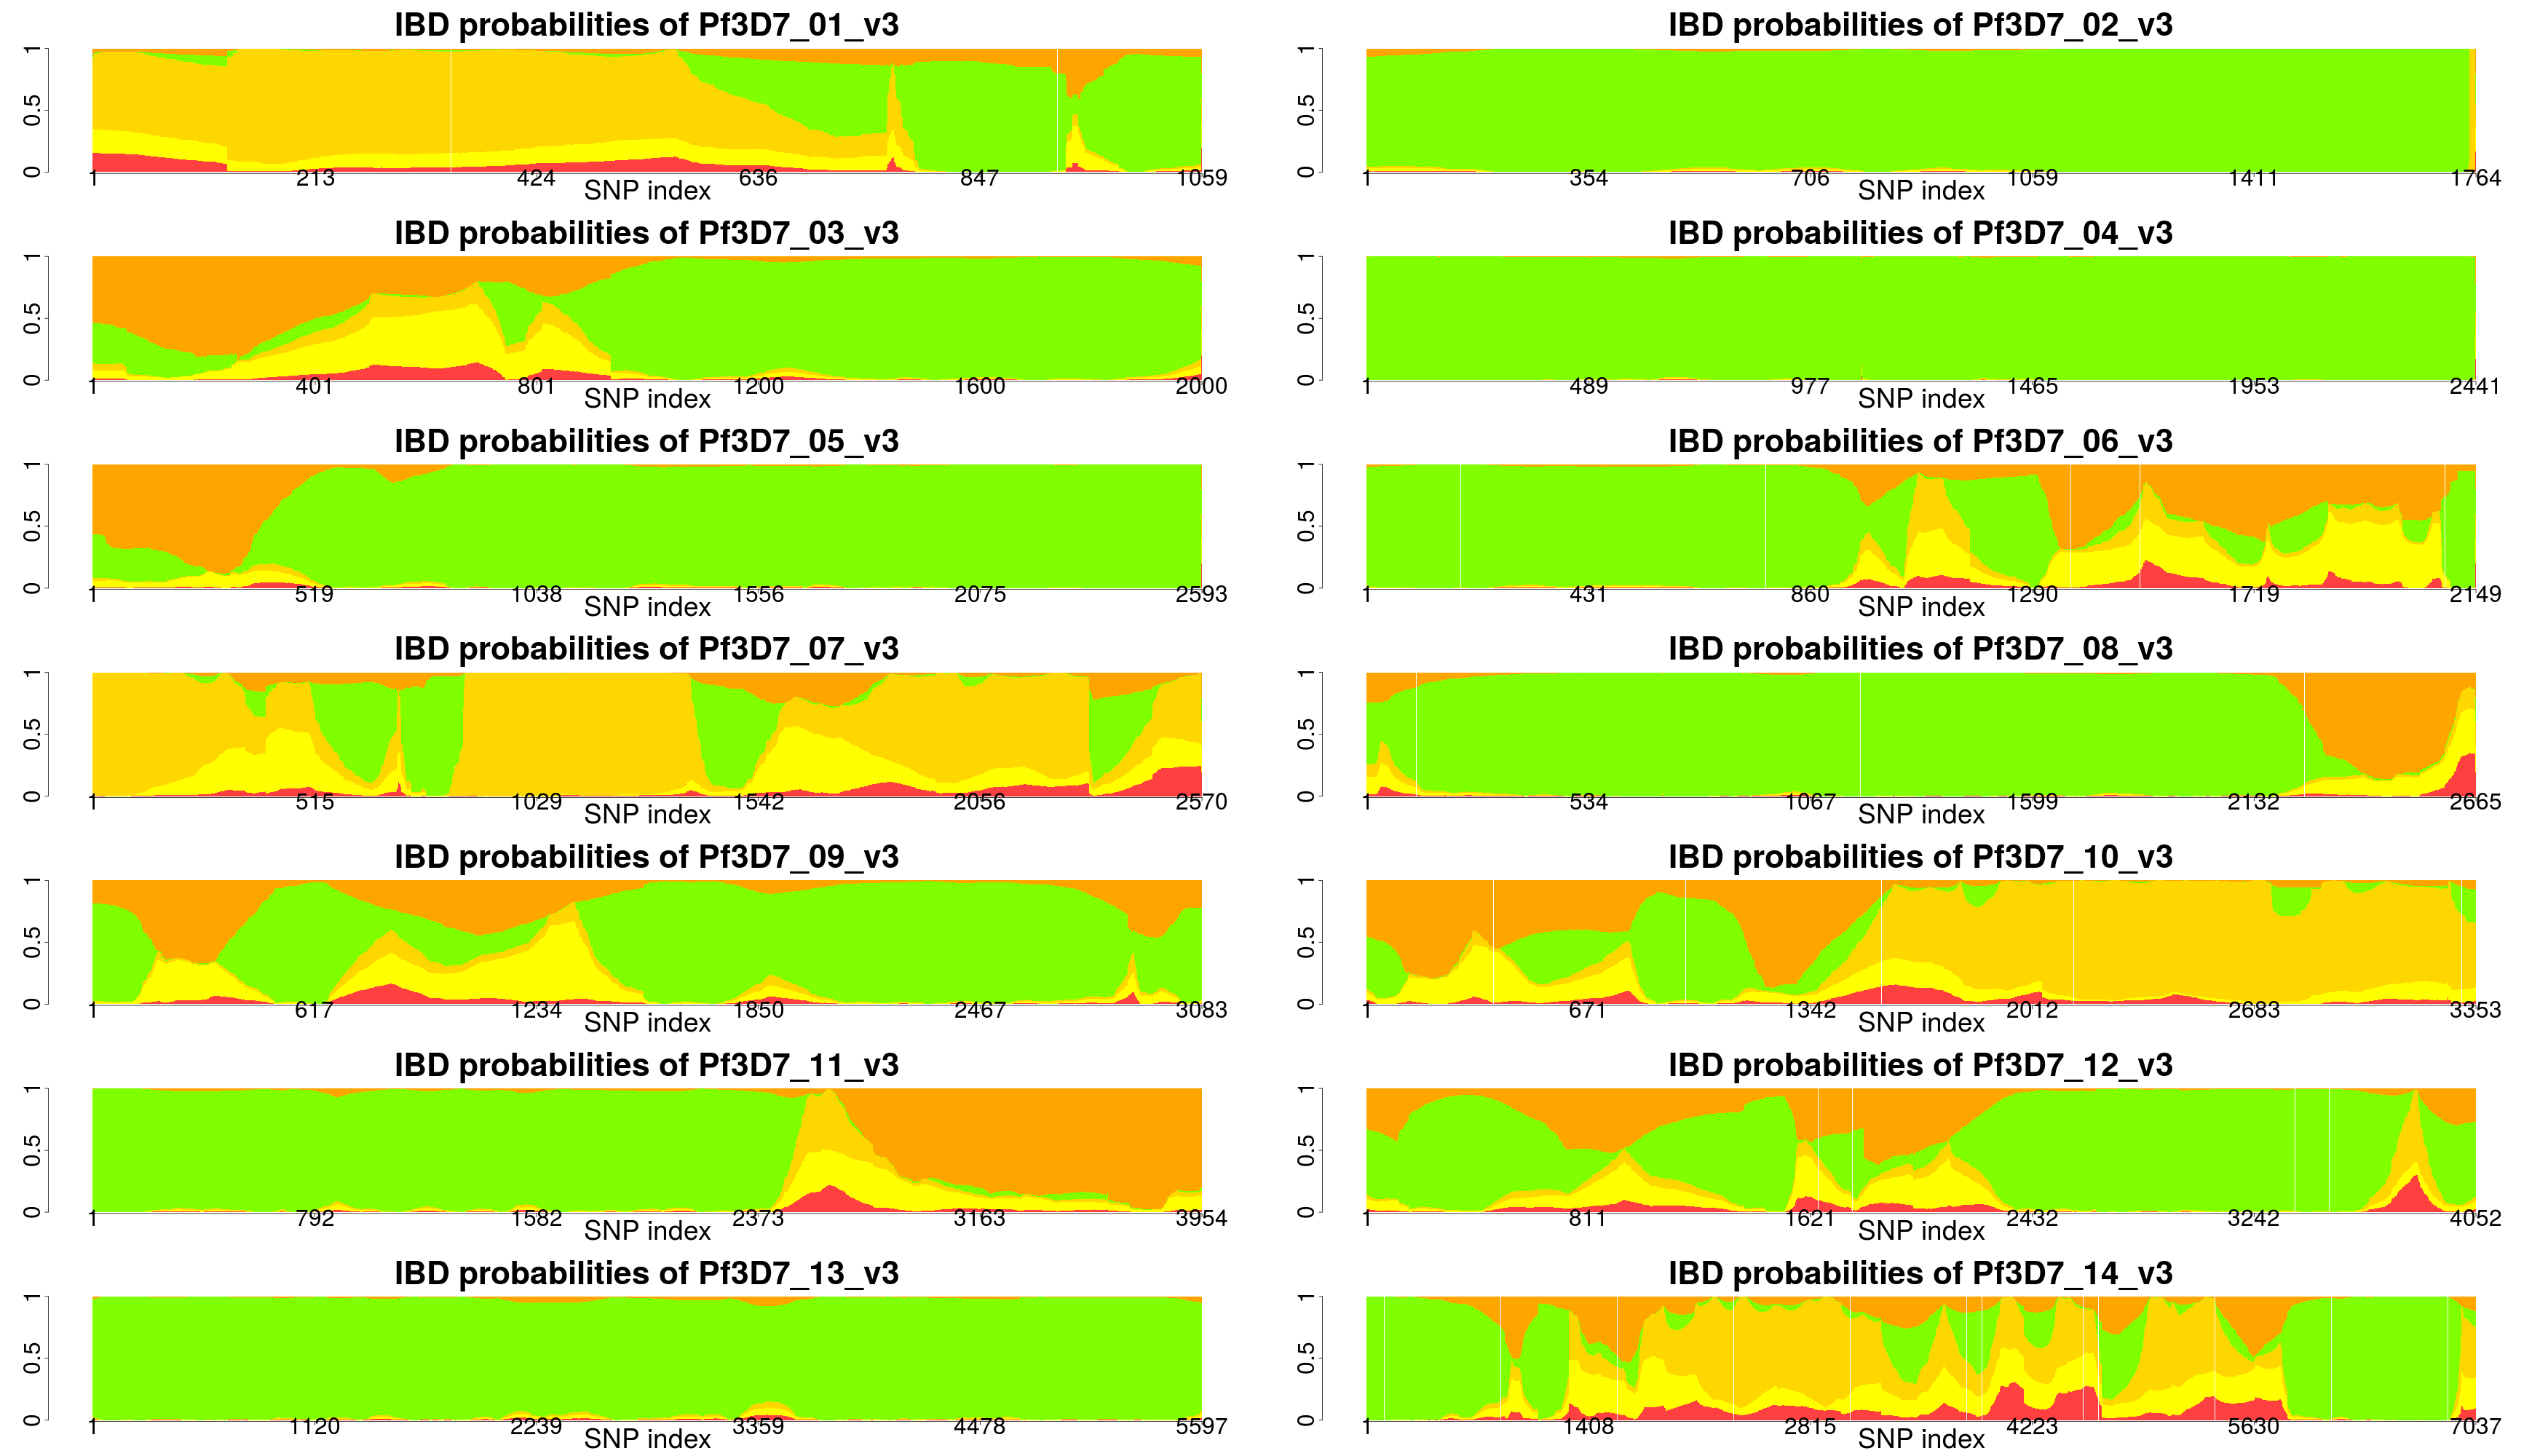 IBD probabilities of Pf3D7_01_v3
1
0.5
0
1 213 424 636 847 1059
SNP index
IBD probabilities of Pf3D7_02_v3
1
0.5
0
1 354 706 1059 1411 1764
SNP index
IBD probabilities of Pf3D7_03_v3
1
0.5
0
1 401 801 1200 1600 2000
SNP index
IBD probabilities of Pf3D7_04_v3
1
0.5
0
1 489 977 1465 1953 2441
SNP index
IBD probabilities of Pf3D7_05_v3
1
0.5
0
1 519 1038 1556 2075 2593
SNP index
IBD probabilities of Pf3D7_06_v3
1
0.5
0
1 431 860 1290 1719 2149
SNP index
IBD probabilities of Pf3D7_07_v3
1
0.5
0
1 515 1029 1542 2056 2570
SNP index
IBD probabilities of Pf3D7_08_v3
1
0.5
0
1 534 1067 1599 2132 2665
SNP index
IBD probabilities of Pf3D7_09_v3
1
0.5
0
1 617 1234 1850 2467 3083
SNP index
IBD probabilities of Pf3D7_10_v3
1
0.5
0
1 671 1342 2012 2683 3353
SNP index
IBD probabilities of Pf3D7_11_v3
1
0.5
0
1 792 1582 2373 3163 3954
SNP index
IBD probabilities of Pf3D7_12_v3
1
0.5
0
1 811 1621 2432 3242 4052
SNP index
IBD probabilities of Pf3D7_13_v3
1
0.5
0
1 1120 2239 3359 4478 5597
SNP index
IBD probabilities of Pf3D7_14_v3
1
0.5
0
1 1408 2815 4223 5630 7037
SNP index